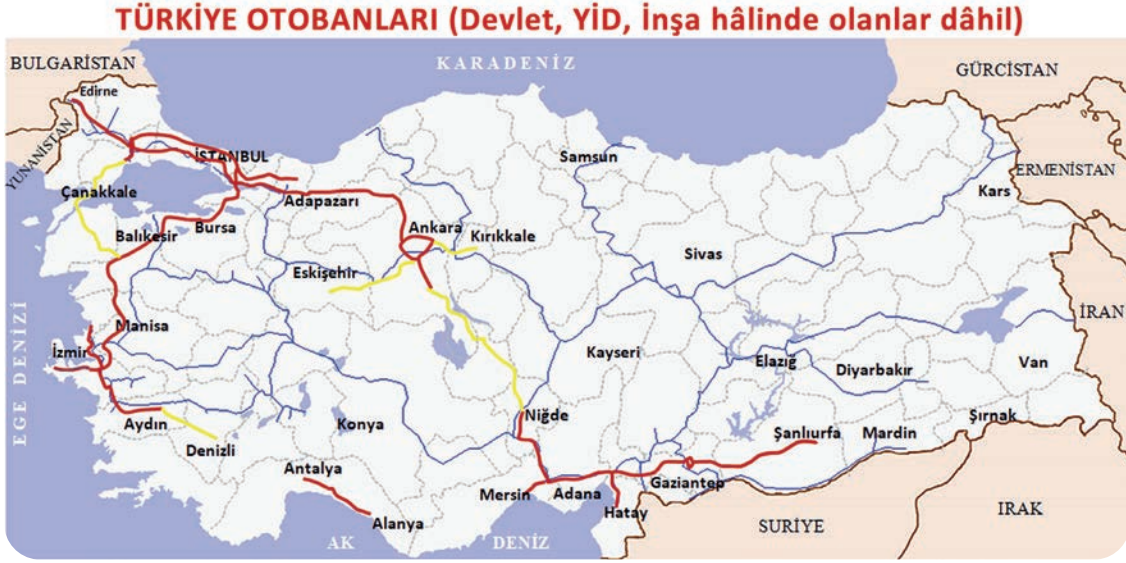 TÜRKİYE OTOBANLARI (Devlet, YİD, İnşa hâlinde olanlar dâhil)
BULGARİSTAN
KARADENİZ
GÜRCİSTAN
Edirne
YUNANİSTAN
İSTANBUL
Samsun
ERMENİSTAN
Çanakkale
Adapazarı
Kars
Balıkesir
Bursa
Ankara
Kırıkkale
Sivas
Eskişehir
EGE DENİZİ
Manisa
İRAN
İzmir
Kayseri
Elazığ
Diyarbakır
Van
Aydın
Konya
Niğde
Şırnak
Denizli
Şanlıurfa
Mardin
Antalya
Mersin
Adana
Gaziantep
Alanya
Hatay
SURİYE
IRAK
AK
DENİZ